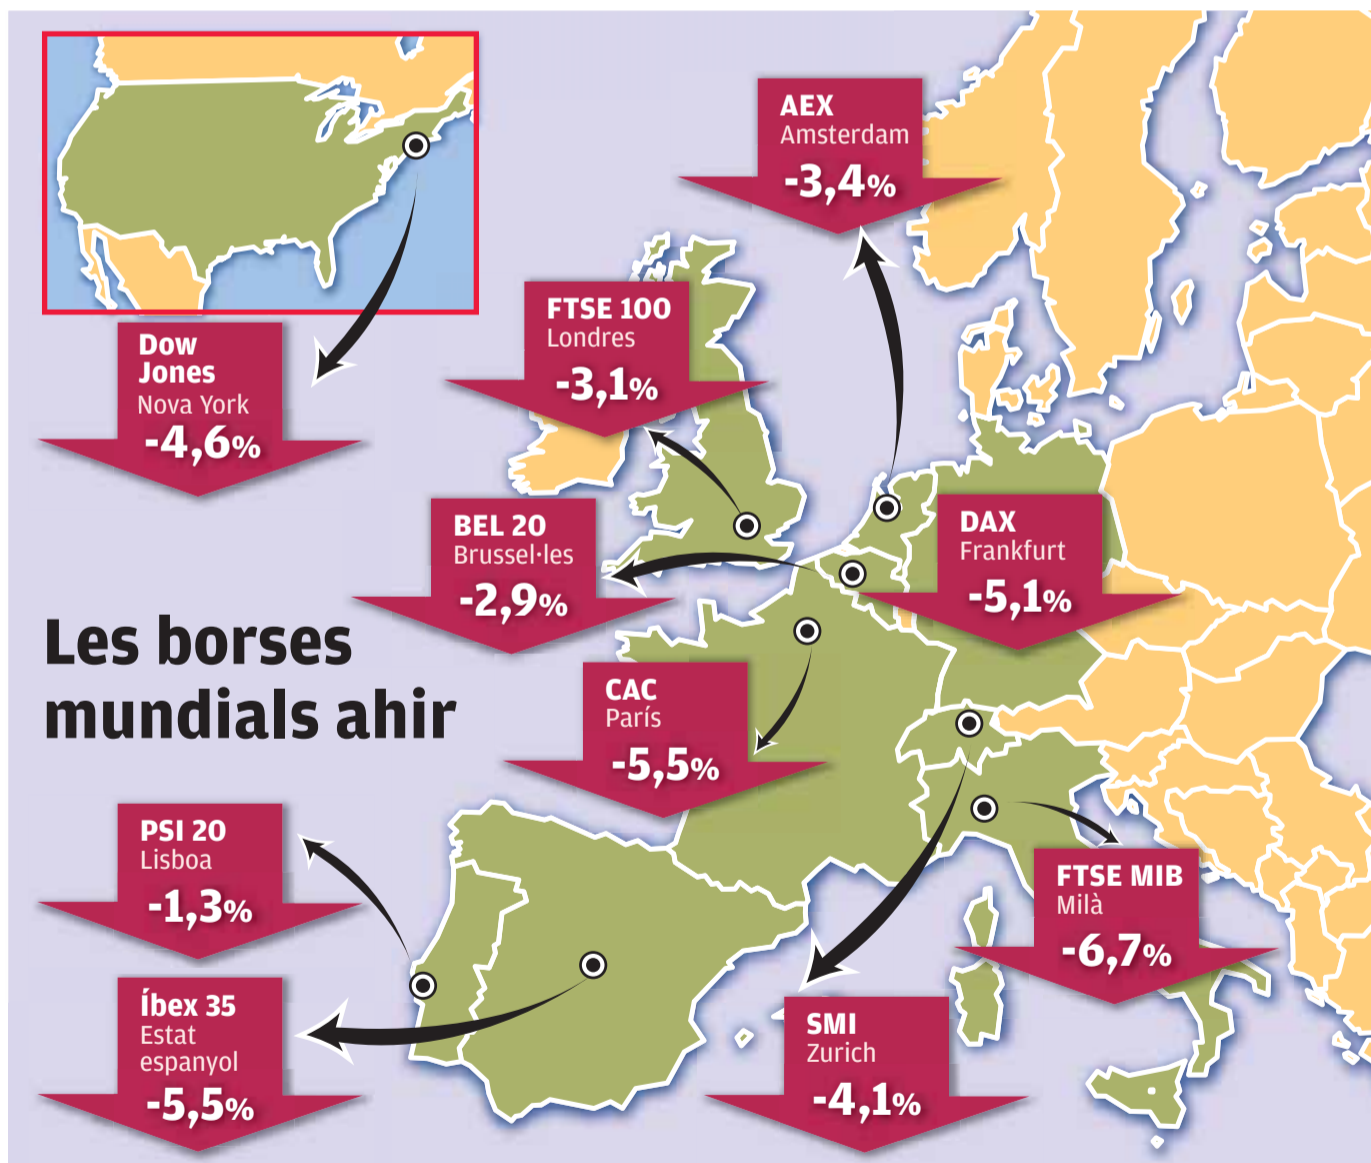 Les borses
mundials ahir
Dow
Jones
Nova York
-4,6%
AEX
Amsterdam
-3,4%
FTSE 100
Londres
-3,1%
BEL 20
Brussel·les
-2,9%
DAX
Frankfurt
-5,1%
CAC
París
-5,5%
PSI 20
Lisboa
-1,3%
FTSE MIB
Milà
-6,7%
Íbex 35
Estat
espanyol
-5,5%
SMI
Zurich
-4,1%